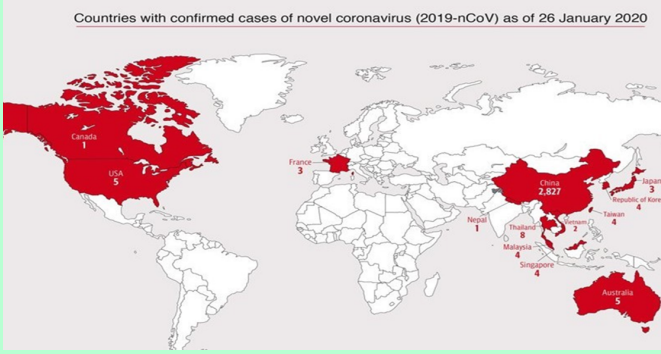 Countries with confirmed cases of novel coronavirus (2019-nCoV) as of 26 January 2020
Canada
1
USA
5
France
3
China
2,827
Japan
3
Republic of Kore
4
Taiwan
4
Nepal
1
Thailand
8
Vietnam
2
Malaysia
4
Singapore
4
Australia
5